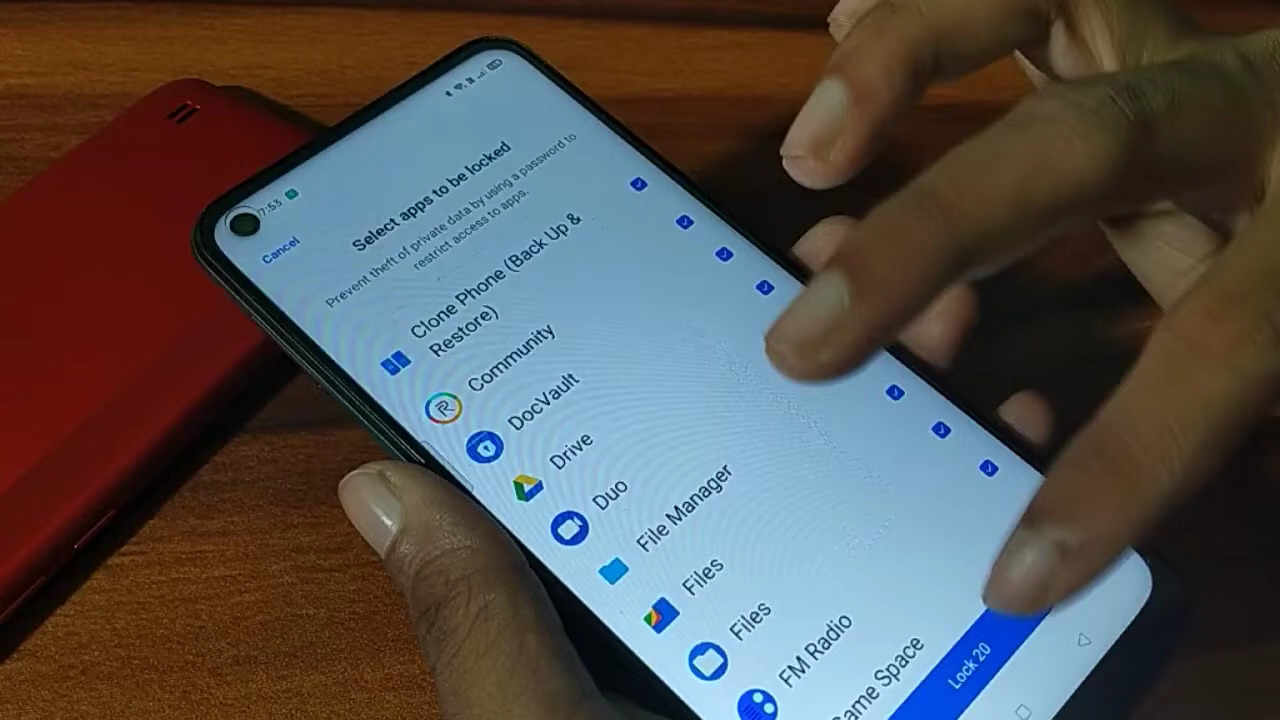 7:53
Cancel
Select apps to be locked
Prevent theft of private data by using a password to
restrict access to apps.
Clone Phone (Back Up &
Restore)
Community
DocVault
Drive
Duo
File Manager
Files
Files
FM Radio
Game Space
Lock 20